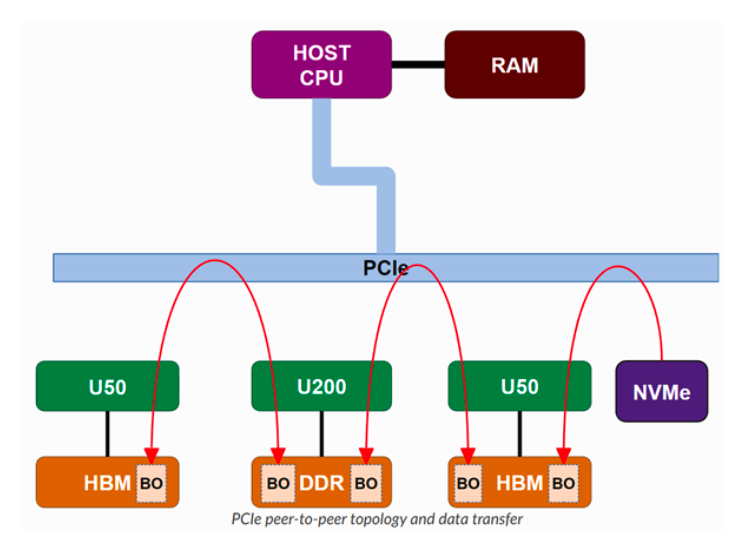 HOST
CPU
RAM
PCIe
U50
U200
U50
NVMe
HBM BO
BO DDR BO
BO HBM BO
PCIe peer-to-peer topology and data transfer